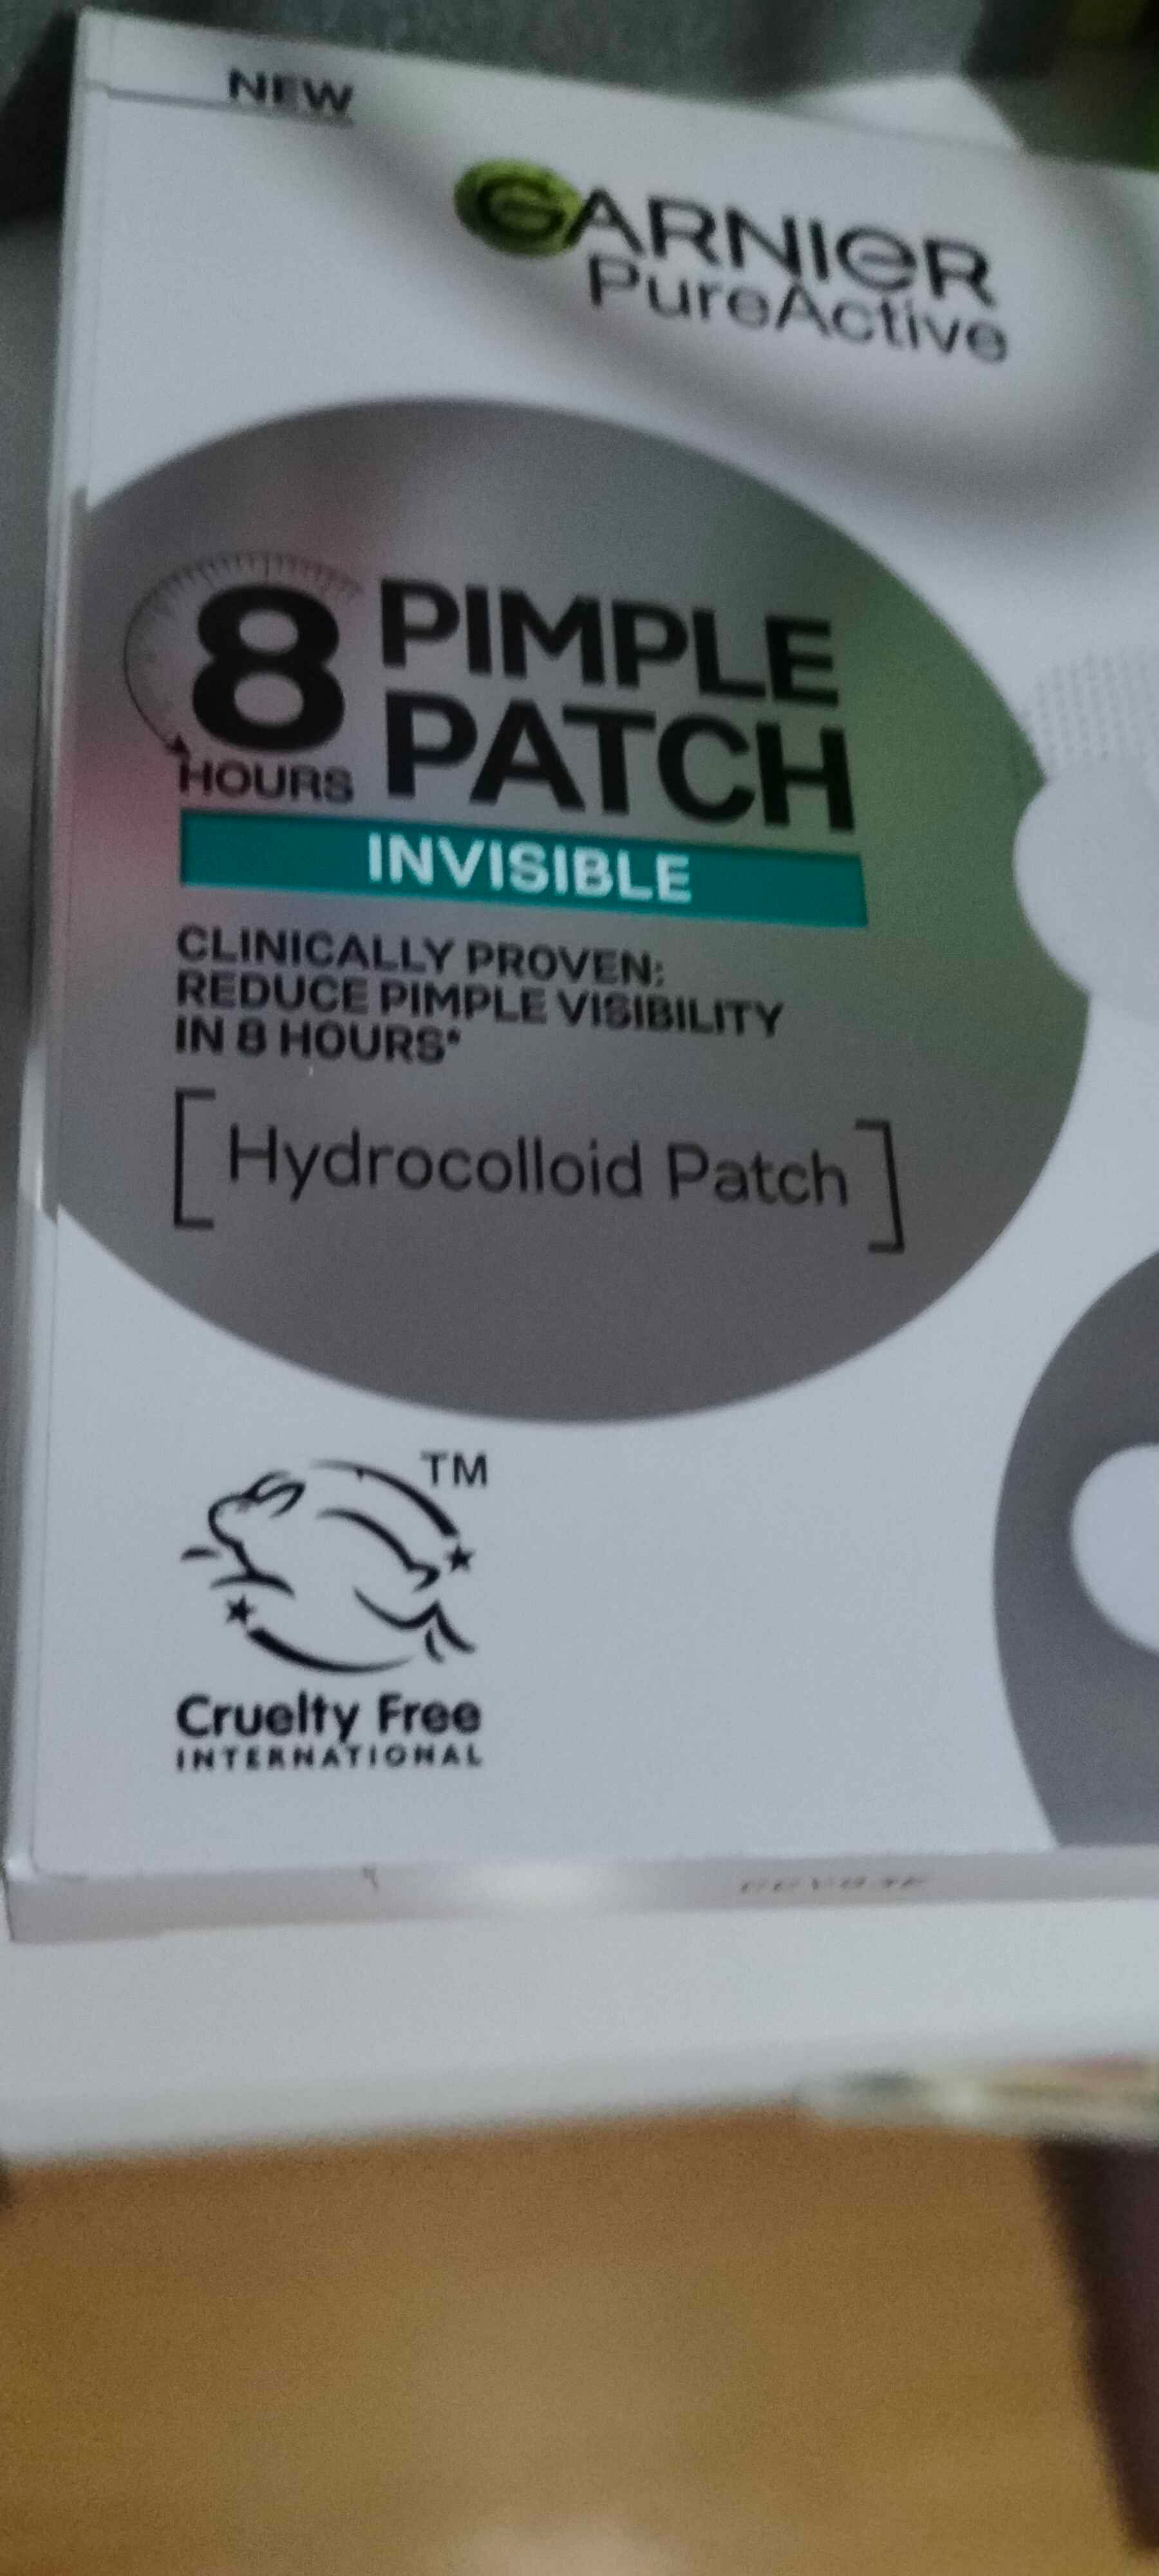 NEW
GARNIER
PureActive
8 HOURS
PIMPLE
PATCH
INVISIBLE
CLINICALLY PROVEN:
REDUCE PIMPLE VISIBILITY
IN 8 HOURS*
[Hydrocolloid Patch]
TM
Cruelty Free
INTERNATIONAL